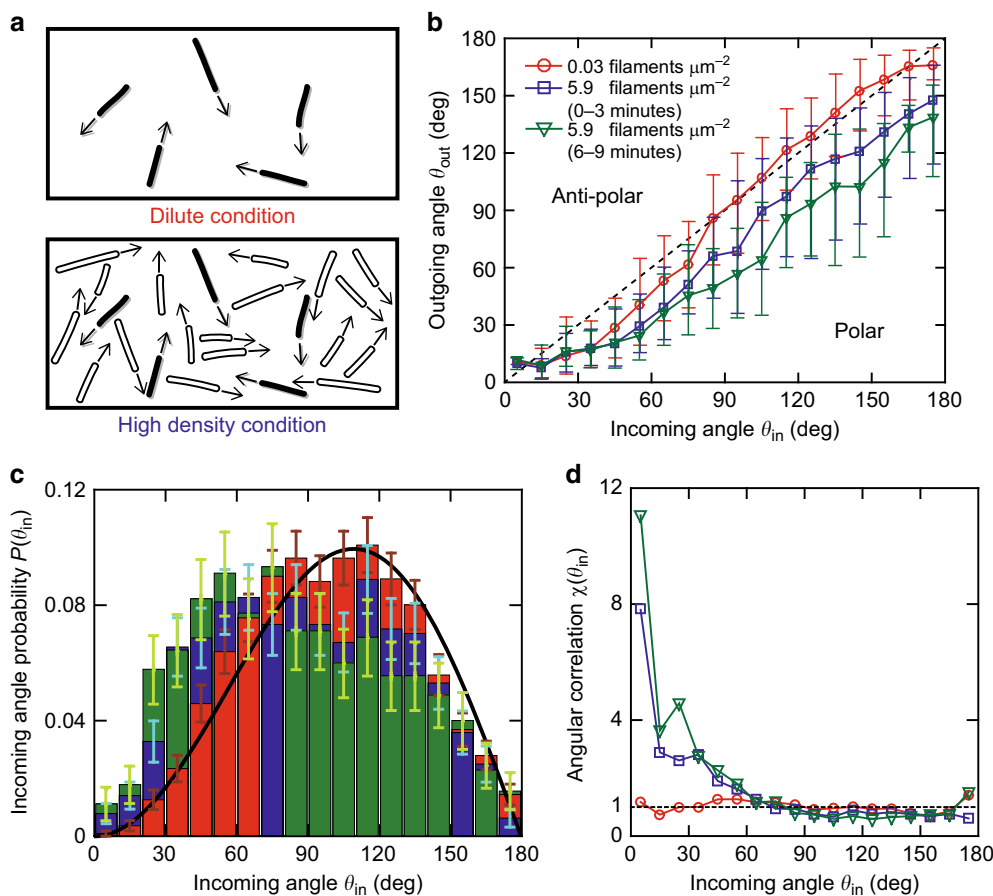 a
Dilute condition
High density condition
b
180
150
120
90
60
30
0
0
30
60
90
120
150
180
Outgoing angle θout (deg)
Incoming angle θin (deg)
0.03 filaments μm−2
5.9 filaments μm−2
(0–3 minutes)
5.9 filaments μm−2
(6–9 minutes)
Anti-polar
Polar
c
0.12
0.08
0.04
0
0
30
60
90
120
150
180
Incoming angle probability P(θin)
Incoming angle θin (deg)
d
12
8
4
1
0
0
30
60
90
120
150
180
Angular correlation χ(θin)
Incoming angle θin (deg)